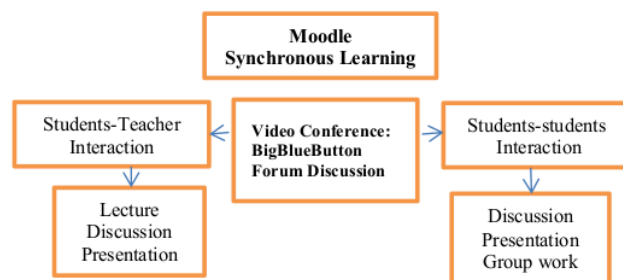 Moodle
Synchronous Learning
Students-Teacher
Interaction
Video Conference:
BigBlueButton
Forum Discussion
Students-students
Interaction
Lecture
Discussion
Presentation
Discussion
Presentation
Group work